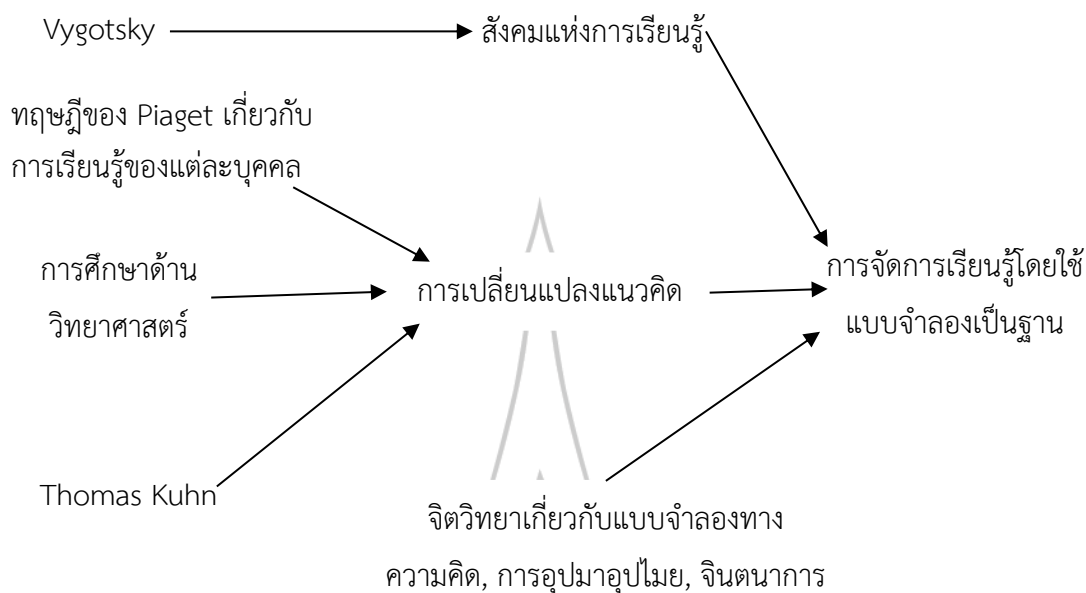 Vygotsky
สังคมแห่งการเรียนรู้
ทฤษฎีของ Piaget เกี่ยวกับ
การเรียนรู้ของแต่ละบุคคล
การศึกษาด้าน
วิทยาศาสตร์
การเปลี่ยนแปลงแนวคิด
การจัดการเรียนรู้โดยใช้
แบบจำลองเป็นฐาน
Thomas Kuhn
จิตวิทยาเกี่ยวกับแบบจำลองทาง
ความคิด, การอุปมาอุปไมย, จินตนาการ